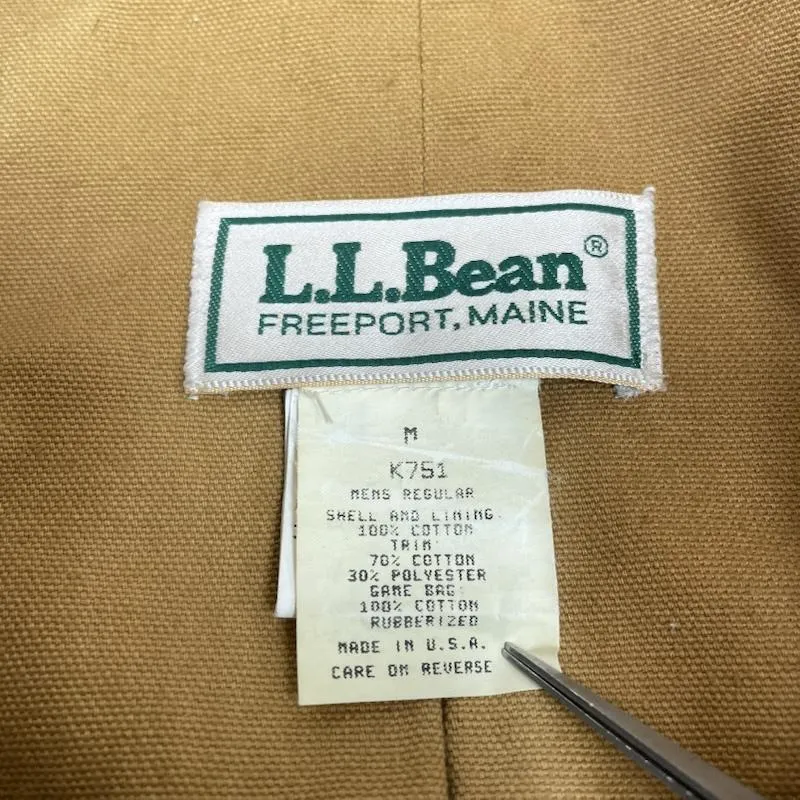 L.L.Bean®
FREEPORT, MAINE
M
K751
MENS REGULAR
SHELL AND LINING:
100% COTTON
TRIM:
70% COTTON
30% POLYESTER
GAME BAG:
100% COTTON
RUBBERIZED
MADE IN U.S.A.
CARE ON REVERSE